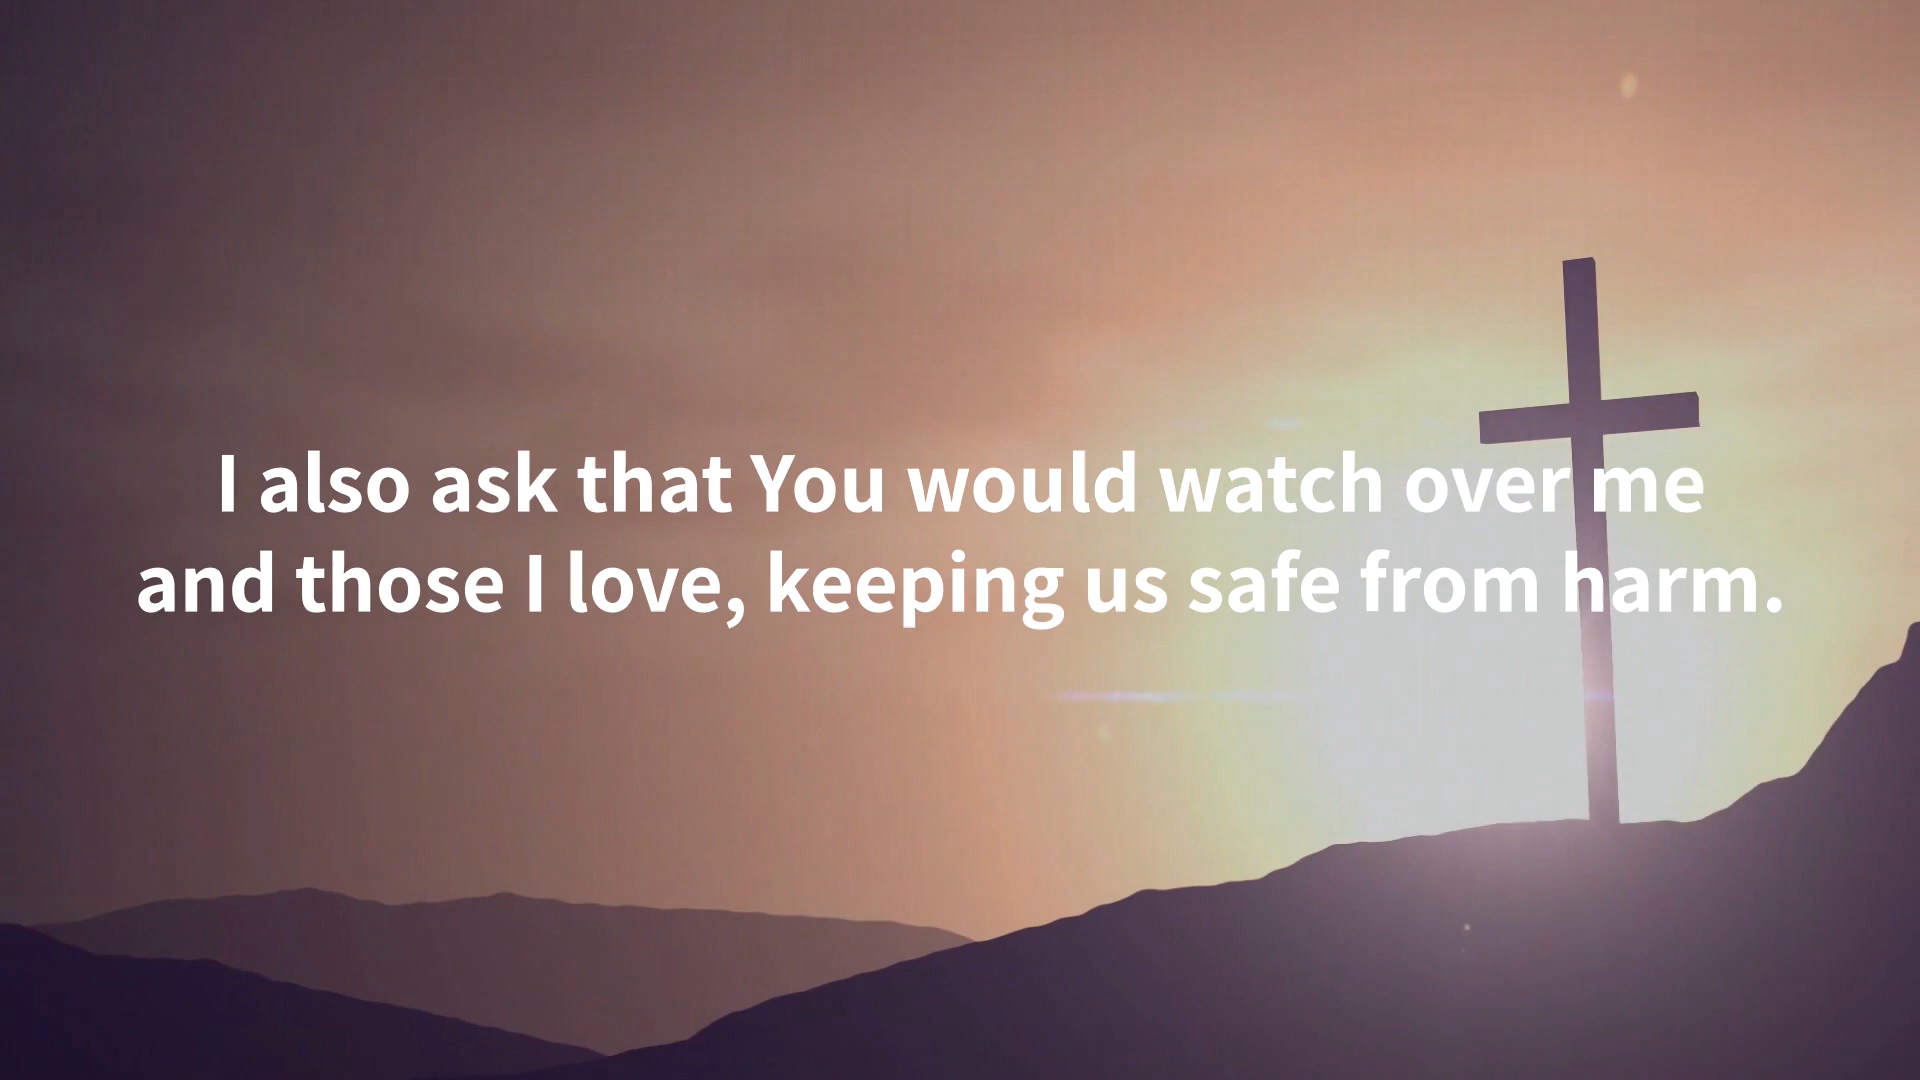 I also ask that You would watch over me
and those I love, keeping us safe from harm.